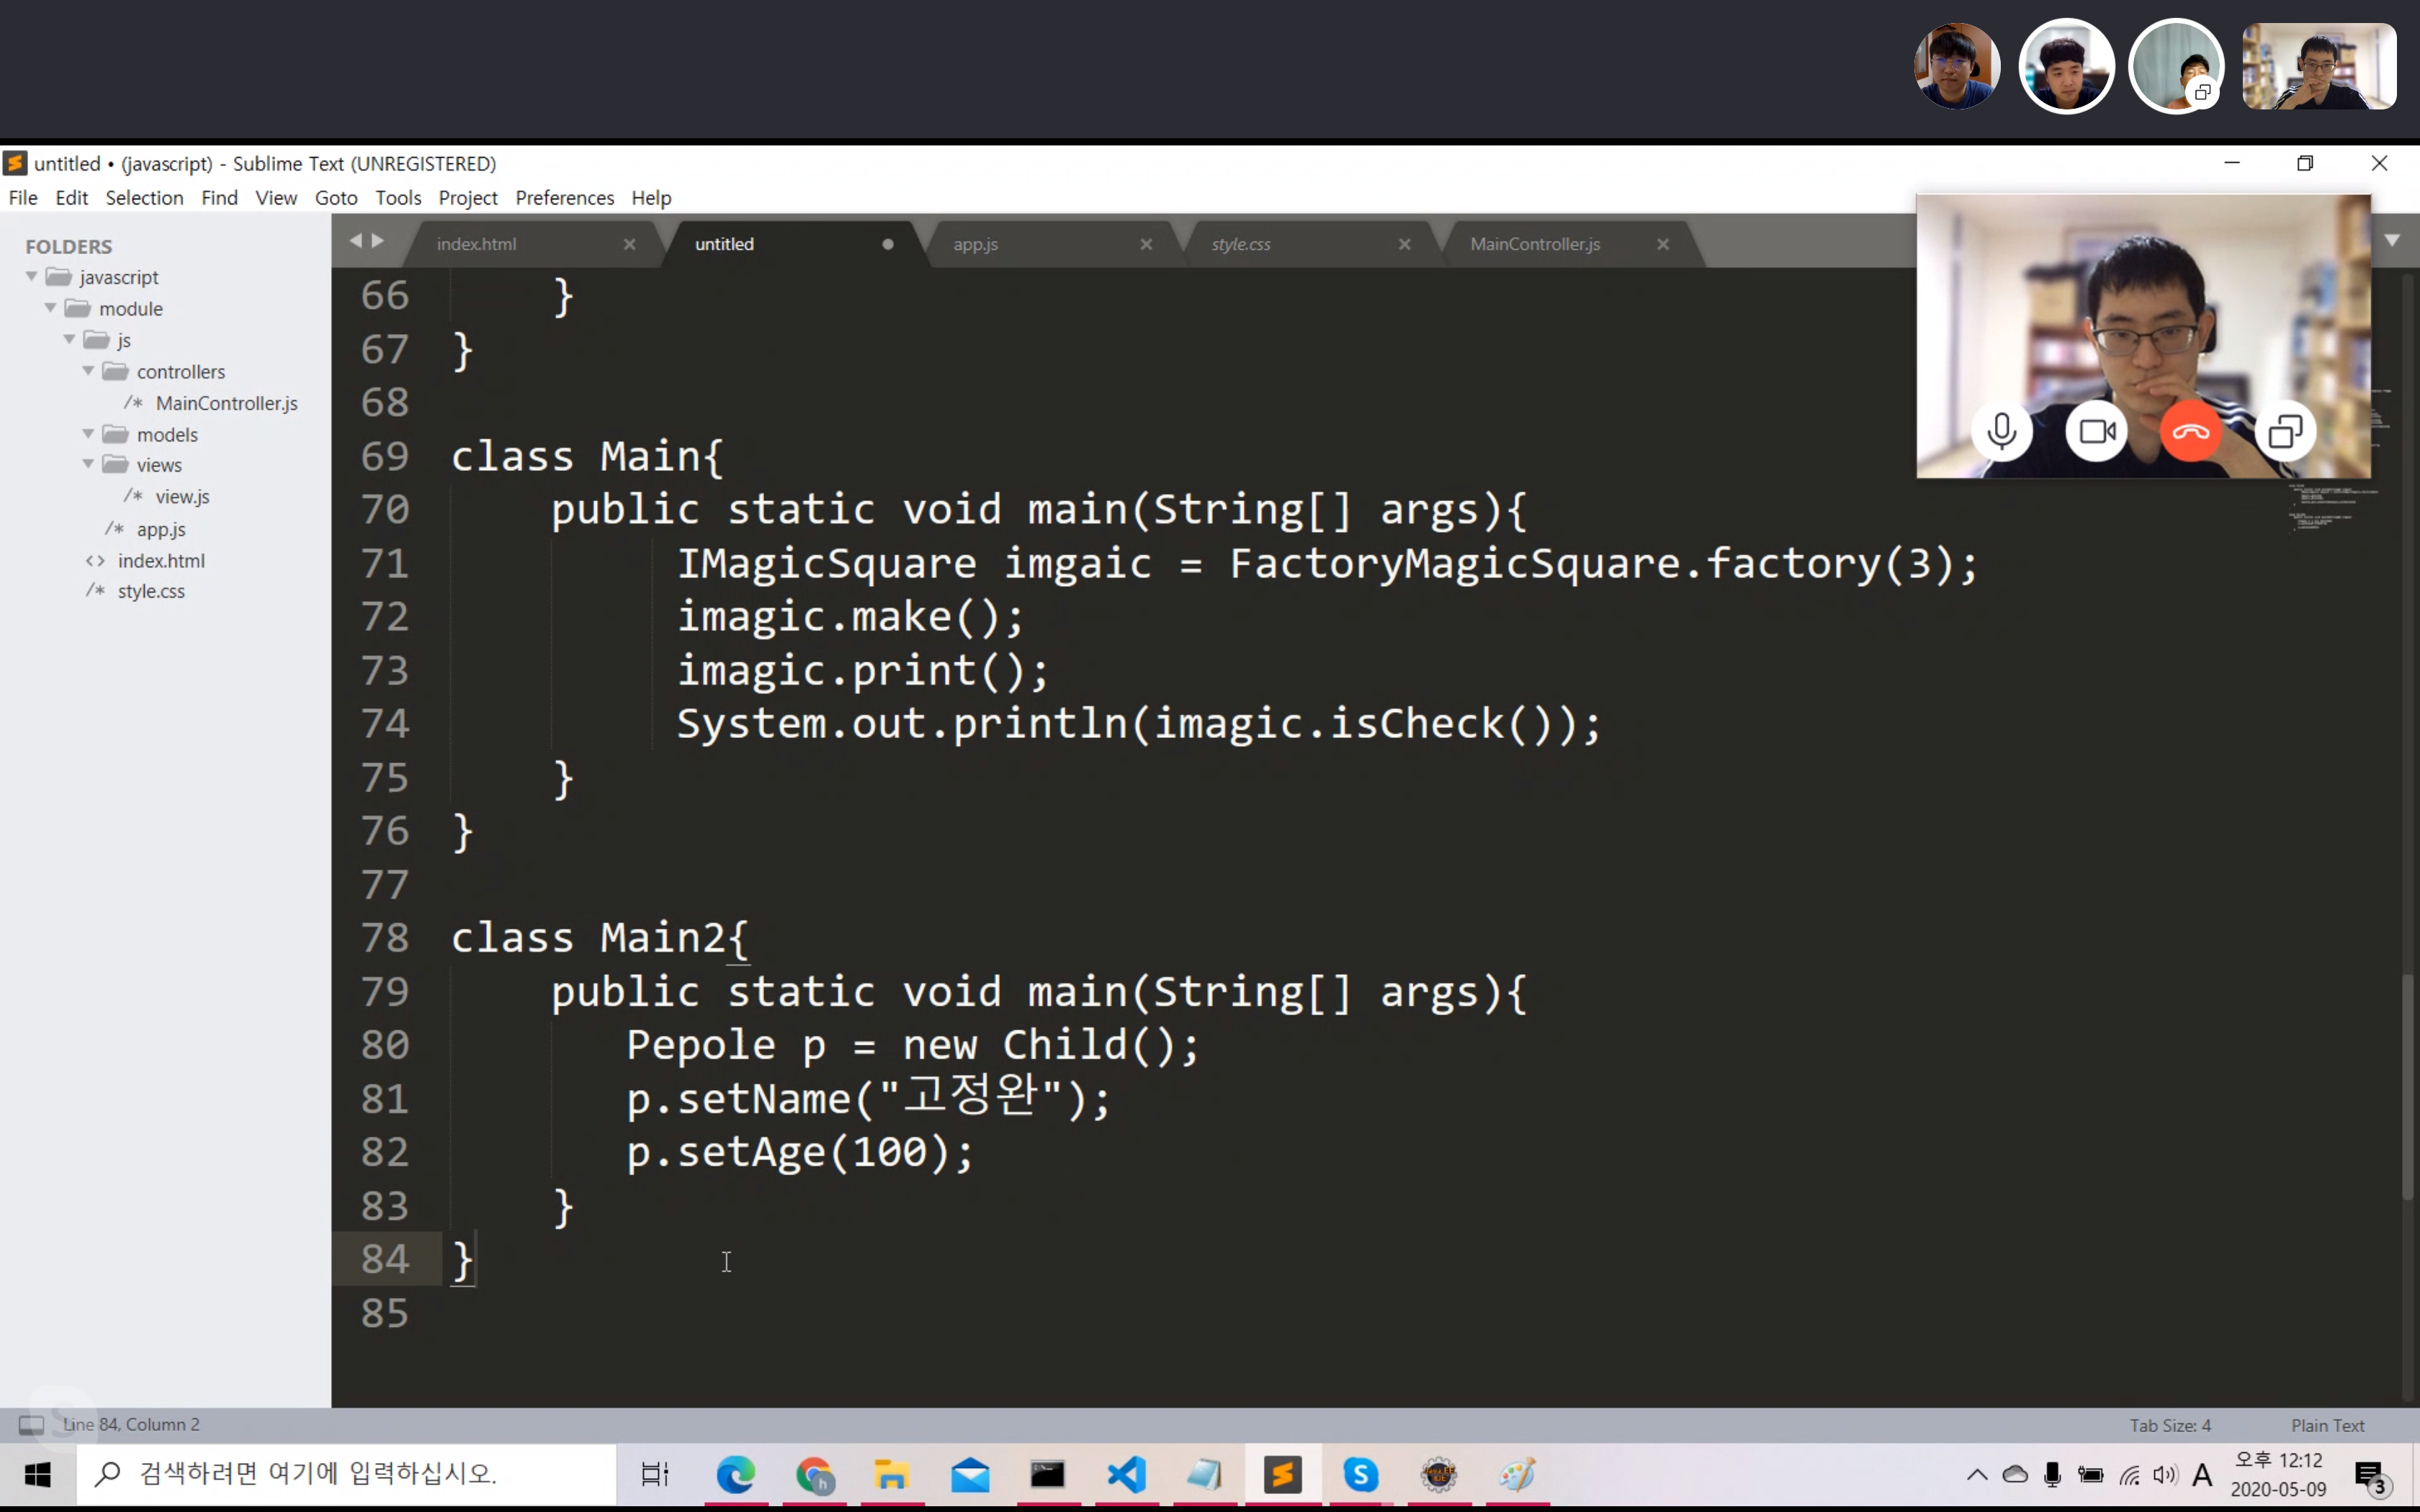 untitled • (javascript) - Sublime Text (UNREGISTERED)
File Edit Selection Find View Goto Tools Project Preferences Help
FOLDERS
javascript
module
js
controllers
/* MainController.js
models
views
/* view.js
/* app.js
<> index.html
/* style.css
index.html untitled app.js style.css MainController.js
66 }
67 }
68
69 class Main{
70 public static void main(String[] args){
71 IMagicSquare imgaic = FactoryMagicSquare.factory(3);
72 imagic.make();
73 imagic.print();
74 System.out.println(imagic.isCheck());
75 }
76 }
77
78 class Main2{
79 public static void main(String[] args){
80 Pepole p = new Child();
81 p.setName("고정완");
82 p.setAge(100);
83 }
84 }
85
Line 84, Column 2 Tab Size: 4 Plain Text
검색하려면 여기에 입력하십시오.
A 오후 12:12
2020-05-09
3